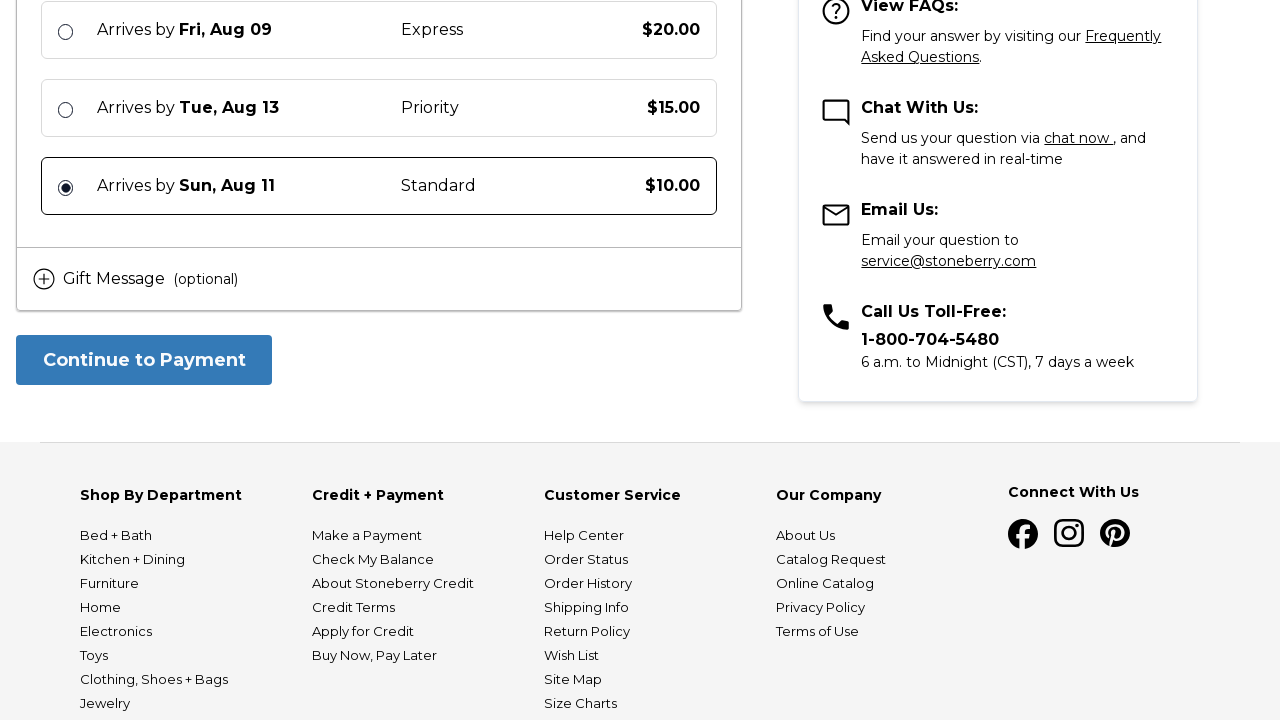 Arrives by Fri, Aug 09 Express $20.00
Arrives by Tue, Aug 13 Priority $15.00
Arrives by Sun, Aug 11 Standard $10.00
Gift Message (optional)
Continue to Payment
View FAQs:
Find your answer by visiting our Frequently
Asked Questions.
Chat With Us:
Send us your question via chat now , and
have it answered in real-time
Email Us:
Email your question to
service@stoneberry.com
Call Us Toll-Free:
1-800-704-5480
6 a.m. to Midnight (CST), 7 days a week
Shop By Department
Bed + Bath
Kitchen + Dining
Furniture
Home
Electronics
Toys
Clothing, Shoes + Bags
Jewelry
Credit + Payment
Make a Payment
Check My Balance
About Stoneberry Credit
Credit Terms
Apply for Credit
Buy Now, Pay Later
Customer Service
Help Center
Order Status
Order History
Shipping Info
Return Policy
Wish List
Site Map
Size Charts
Our Company
About Us
Catalog Request
Online Catalog
Privacy Policy
Terms of Use
Connect With Us